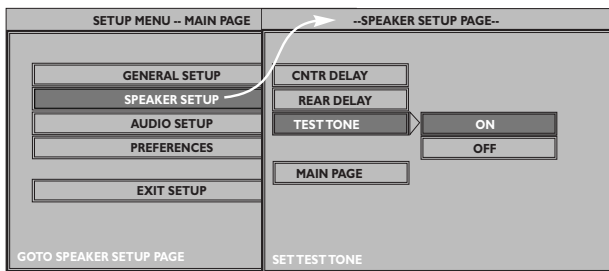 SETUP MENU -- MAIN PAGE
GENERAL SETUP
SPEAKER SETUP
AUDIO SETUP
PREFERENCES
EXIT SETUP
GOTO SPEAKER SETUP PAGE
--SPEAKER SETUP PAGE--
CNTR DELAY
REAR DELAY
TEST TONE
ON
OFF
MAIN PAGE
SET TEST TONE